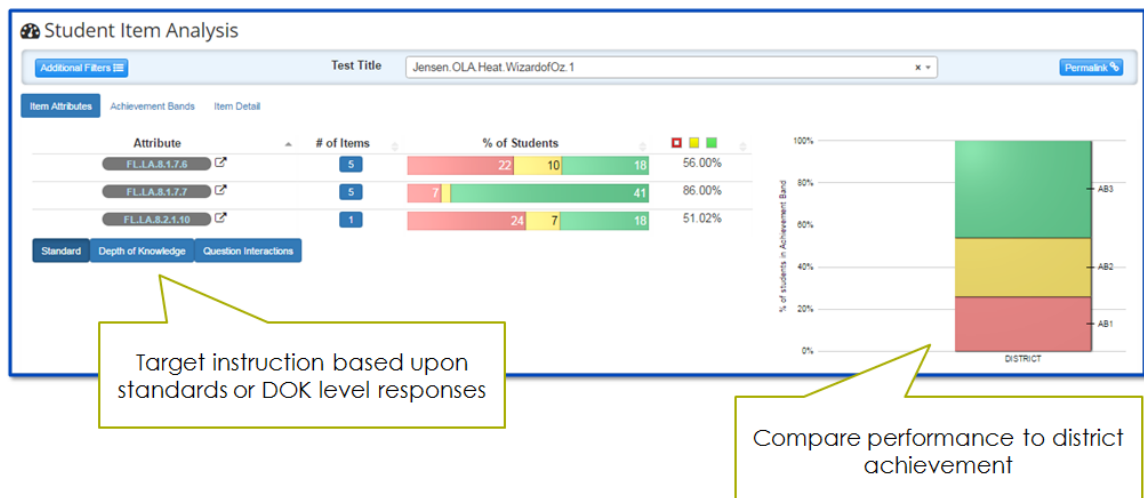 Student Item Analysis
Additional Filters
Test Title
Jensen.OLA.Heat.WizardofOz.1
x
Permalink
Item Attributes
Achievement Bands
Item Detail
Attribute # of Items % of Students
FL.LA.8.1.7.6 5 22 10 18 56.00%
FL.LA.8.1.7.7 5 7 41 86.00%
FL.LA.8.2.1.10 1 24 7 18 51.02%
Standard
Depth of Knowledge
Question Interactions
% of students in Achievement Band
100%
80%
60%
40%
20%
0%
AB3
AB2
AB1
DISTRICT
Target instruction based upon
standards or DOK level responses
Compare performance to district
achievement